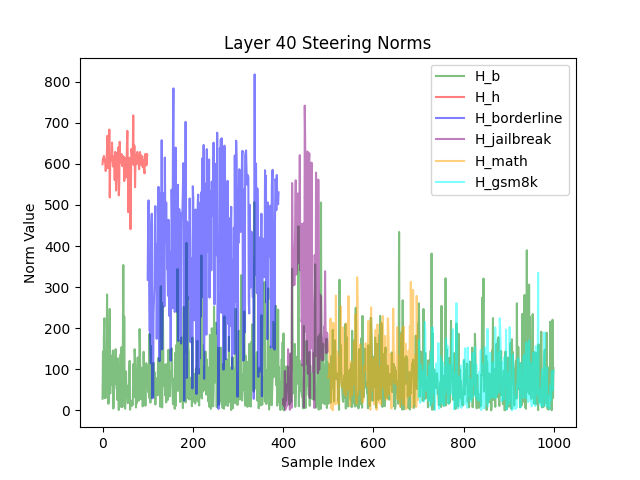 Layer 40 Steering Norms
H_b
H_h
H_borderline
H_jailbreak
H_math
H_gsm8k
Norm Value
800
700
600
500
400
300
200
100
0
0
200
400
600
800
1000
Sample Index